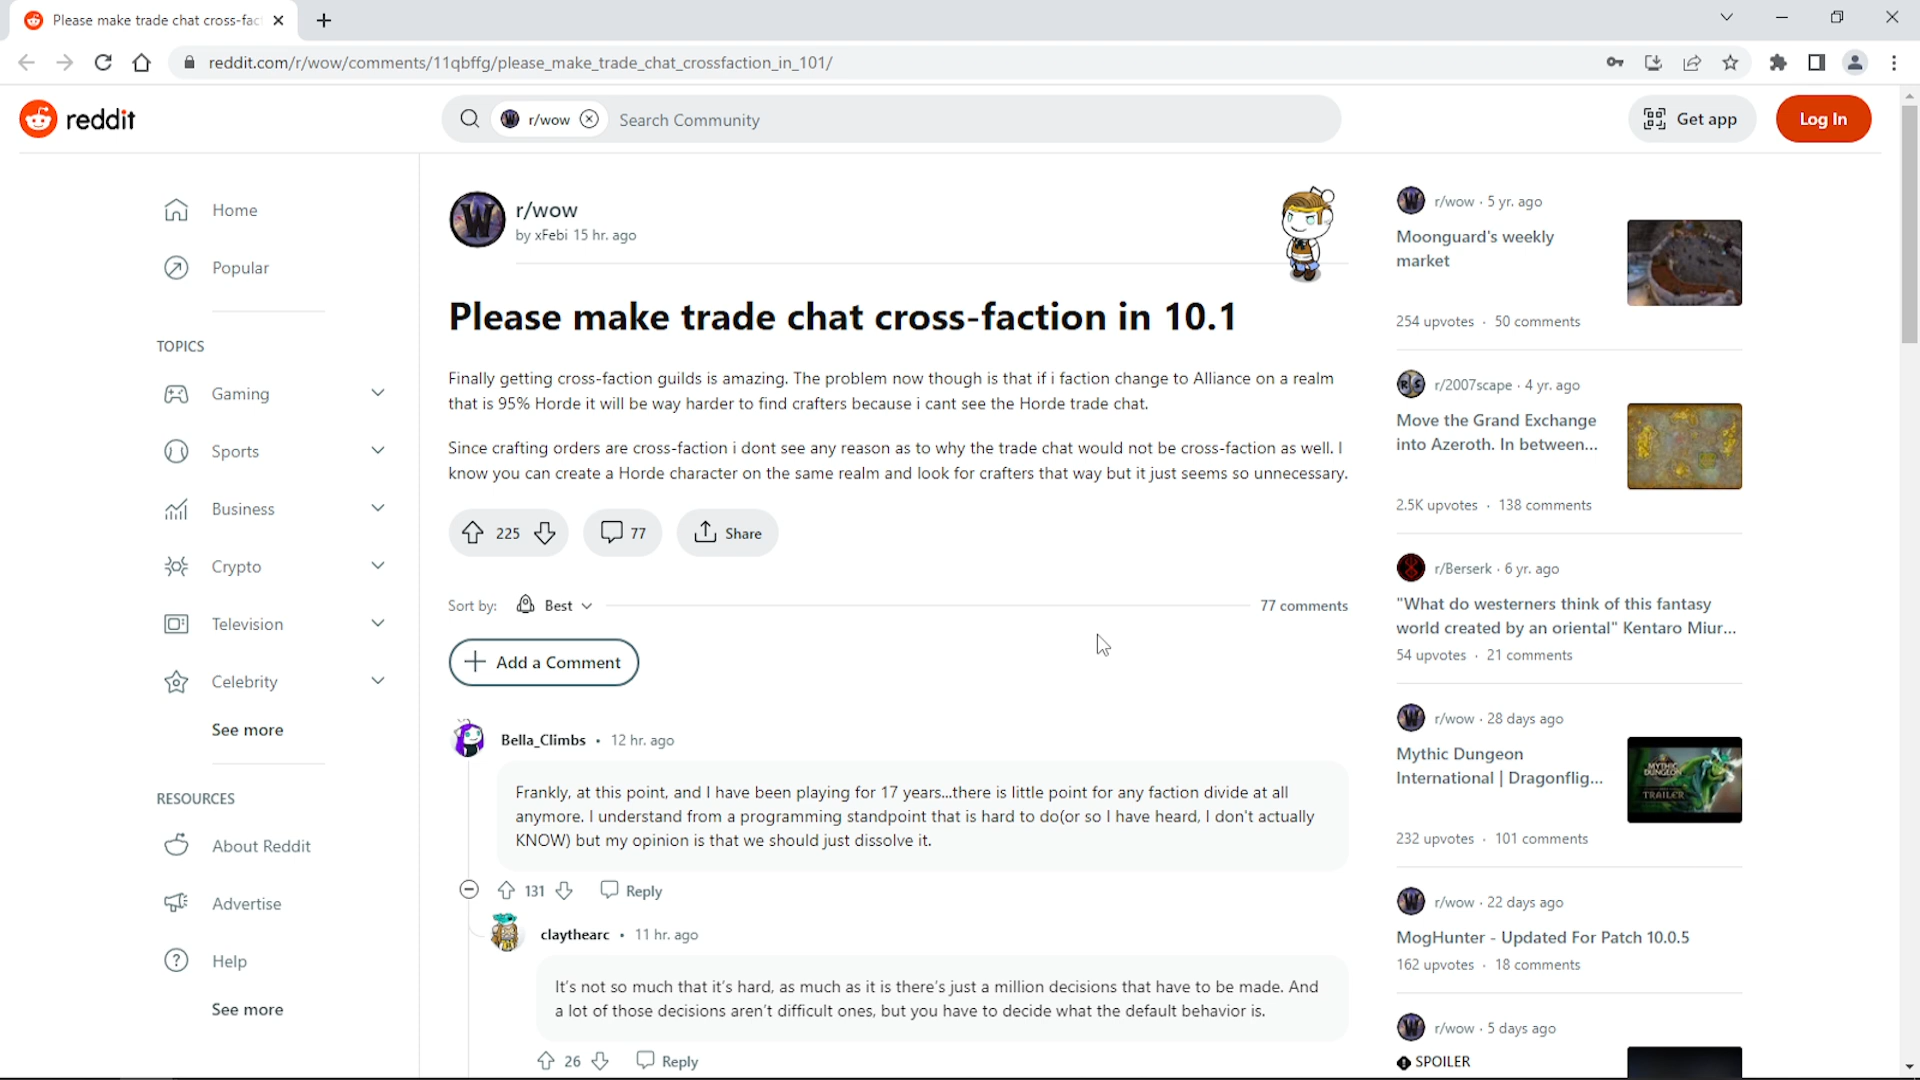 Please make trade chat cross-fac
reddit.com/r/wow/comments/11qbffg/please_make_trade_chat_crossfaction_in_101/
reddit
r/wow
Search Community
Get app
Log In
Home
Popular
TOPICS
Gaming
Sports
Business
Crypto
Television
Celebrity
See more
RESOURCES
About Reddit
Advertise
Help
See more
r/wow
by xFebi 15 hr. ago
Please make trade chat cross-faction in 10.1
Finally getting cross-faction guilds is amazing. The problem now though is that if i faction change to Alliance on a realm
that is 95% Horde it will be way harder to find crafters because i cant see the Horde trade chat.
Since crafting orders are cross-faction i dont see any reason as to why the trade chat would not be cross-faction as well. I
know you can create a Horde character on the same realm and look for crafters that way but it just seems so unnecessary.
225
77
Share
Sort by: Best
77 comments
Add a Comment
Bella_Climbs • 12 hr. ago
Frankly, at this point, and I have been playing for 17 years...there is little point for any faction divide at all
anymore. I understand from a programming standpoint that is hard to do(or so I have heard, I don't actually
KNOW) but my opinion is that we should just dissolve it.
131
Reply
claythearc • 11 hr. ago
It's not so much that it's hard, as much as it is there's just a million decisions that have to be made. And
a lot of those decisions aren't difficult ones, but you have to decide what the default behavior is.
26
Reply
r/wow · 5 yr. ago
Moonguard's weekly
market
254 upvotes · 50 comments
r/2007scape · 4 yr. ago
Move the Grand Exchange
into Azeroth. In between...
2.5K upvotes · 138 comments
r/Berserk · 6 yr. ago
"What do westerners think of this fantasy
world created by an oriental" Kentaro Miur...
54 upvotes · 21 comments
r/wow · 28 days ago
Mythic Dungeon
International | Dragonflig...
MYTHIC
DUNGEON
TRAILER
232 upvotes · 101 comments
r/wow · 22 days ago
MogHunter - Updated For Patch 10.0.5
162 upvotes · 18 comments
r/wow · 5 days ago
SPOILER